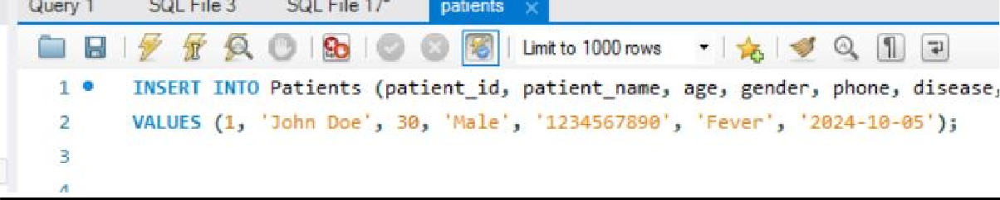 Query 1 SQL File 3 SQL File 17* patients
Limit to 1000 rows
1 INSERT INTO Patients (patient_id, patient_name, age, gender, phone, disease,
2 VALUES (1, 'John Doe', 30, 'Male', '1234567890', 'Fever', '2024-10-05');
3
4